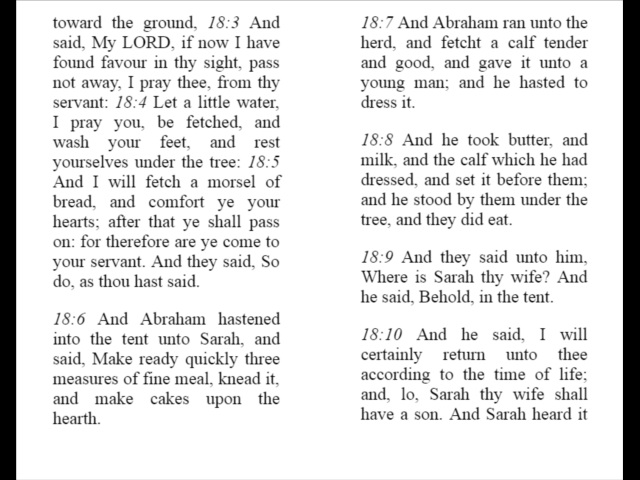 toward the ground, 18:3 And
said, My LORD, if now I have
found favour in thy sight, pass
not away, I pray thee, from thy
servant: 18:4 Let a little water,
I pray you, be fetched, and
wash your feet, and rest
yourselves under the tree: 18:5
And I will fetch a morsel of
bread, and comfort ye your
hearts; after that ye shall pass
on: for therefore are ye come to
your servant. And they said, So
do, as thou hast said.
18:6 And Abraham hastened
into the tent unto Sarah, and
said, Make ready quickly three
measures of fine meal, knead it,
and make cakes upon the
hearth.
18:7 And Abraham ran unto the
herd, and fetcht a calf tender
and good, and gave it unto a
young man; and he hasted to
dress it.
18:8 And he took butter, and
milk, and the calf which he had
dressed, and set it before them;
and he stood by them under the
tree, and they did eat.
18:9 And they said unto him,
Where is Sarah thy wife? And
he said, Behold, in the tent.
18:10 And he said, I will
certainly return unto thee
according to the time of life;
and, lo, Sarah thy wife shall
have a son. And Sarah heard it